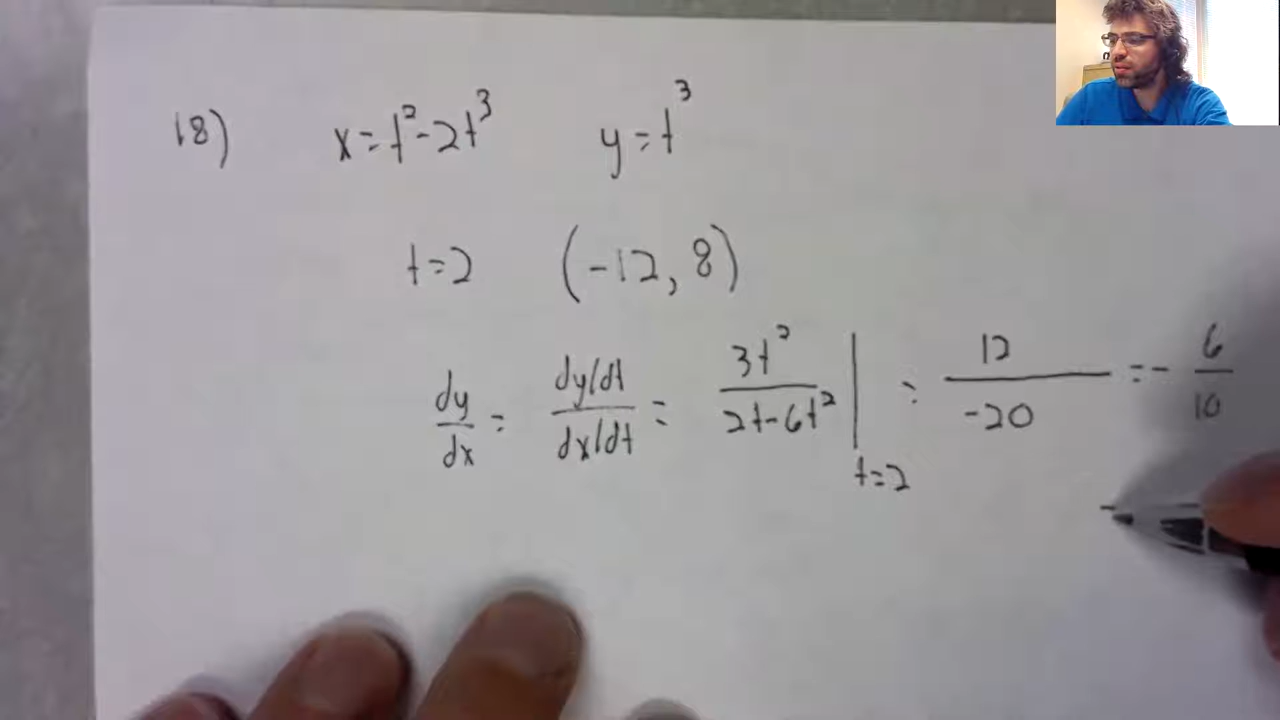 18) x = t² - 2t³ y = t³
t = 2 (-12, 8)
dy/dx = (dy/dt)/(dx/dt) = 3t²/(2t - 6t²) |t=2 = 12/-20 = - 6/10